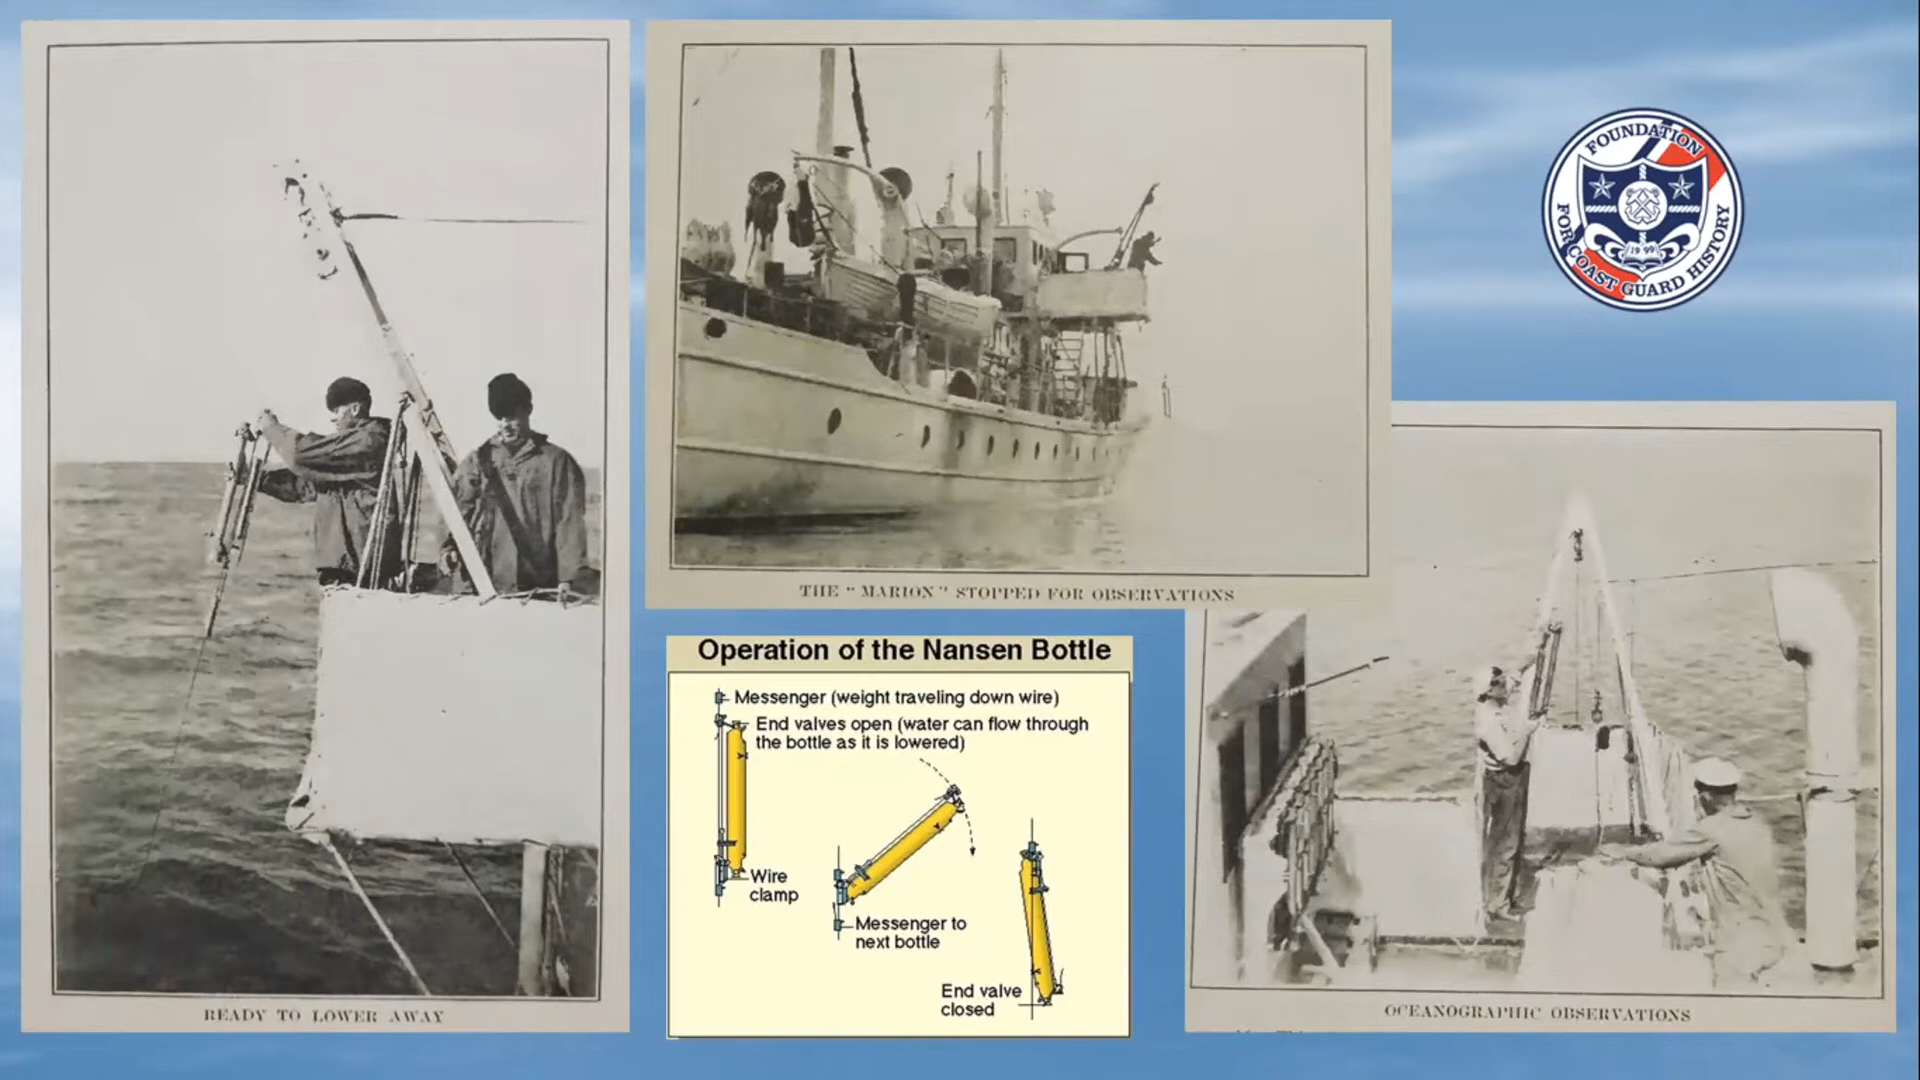 READY TO LOWER AWAY
THE "MARION" STOPPED FOR OBSERVATIONS
FOUNDATION
FOR COAST GUARD HISTORY
1999
Operation of the Nansen Bottle
Messenger (weight traveling down wire)
End valves open (water can flow through
the bottle as it is lowered)
Wire
clamp
Messenger to
next bottle
End valve
closed
OCEANOGRAPHIC OBSERVATIONS